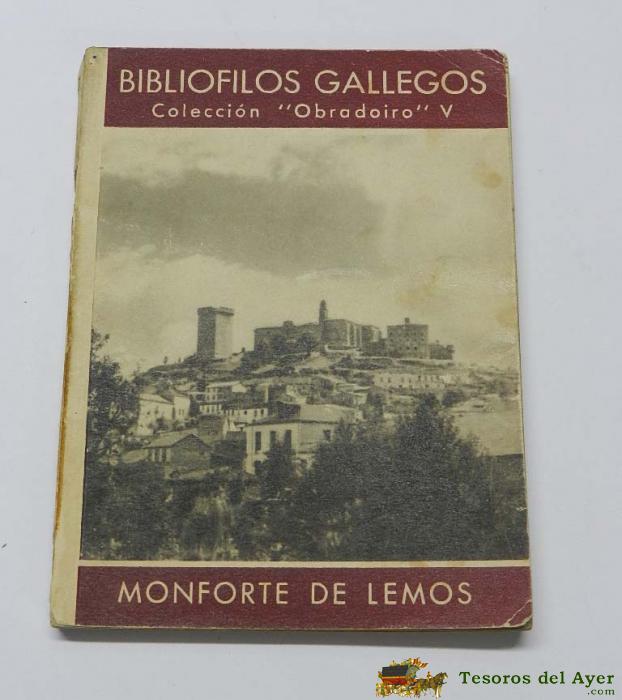 BIBLIOFILOS GALLEGOS
Colección "Obradoiro" V
MONFORTE DE LEMOS
Tesoros del Ayer
.com